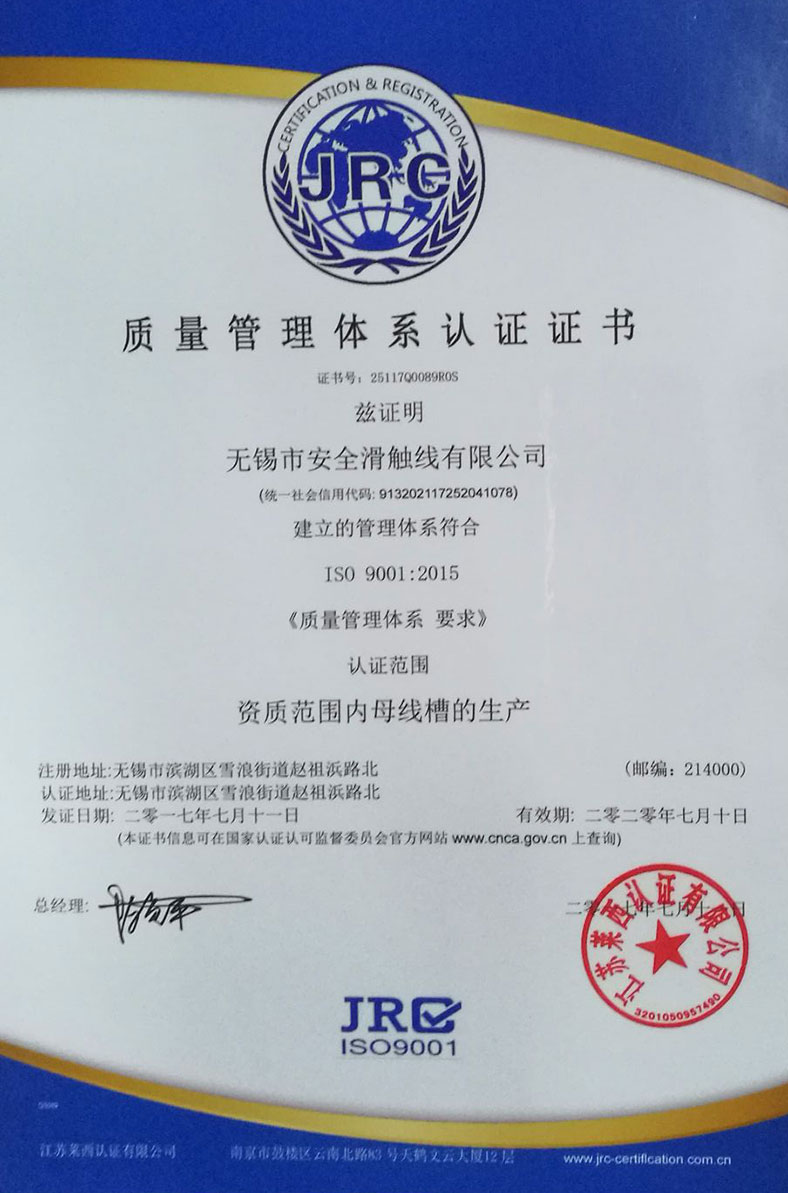 CERTIFICATION & REGISTRATION
JRC
质量管理体系认证证书
证书号：25117Q0089R0S
兹证明
无锡市安全滑触线有限公司
(统一社会信用代码: 913202117252041078)
建立的管理体系符合
ISO 9001:2015
《质量管理体系 要求》
认证范围
资质范围内母线槽的生产
注册地址:无锡市滨湖区雪浪街道赵祖浜路北 (邮编：214000)
认证地址:无锡市滨湖区雪浪街道赵祖浜路北
发证日期: 二零一七年七月十一日 有效期: 二零二零年七月十日
(本证书信息可在国家认证认可监督委员会官方网站 www.cnca.gov.cn 上查询)
总经理:
二零一七年七月十一日
江苏莱西认证有限公司
3201050957490
JRC
ISO9001
江苏莱西认证有限公司 南京市鼓楼区云南北路83号天鹤文云大厦12层 www.jrc-certification.com.cn